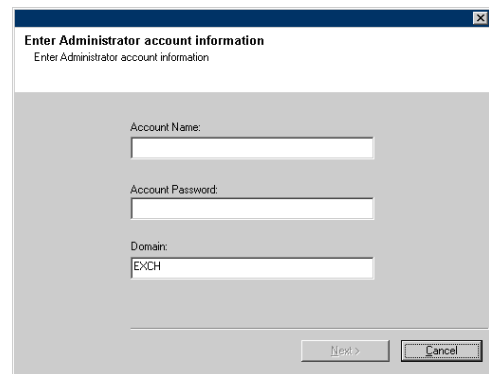 Enter Administrator account information
Enter Administrator account information
Account Name:
Account Password:
Domain:
EXCH
Next >
Cancel